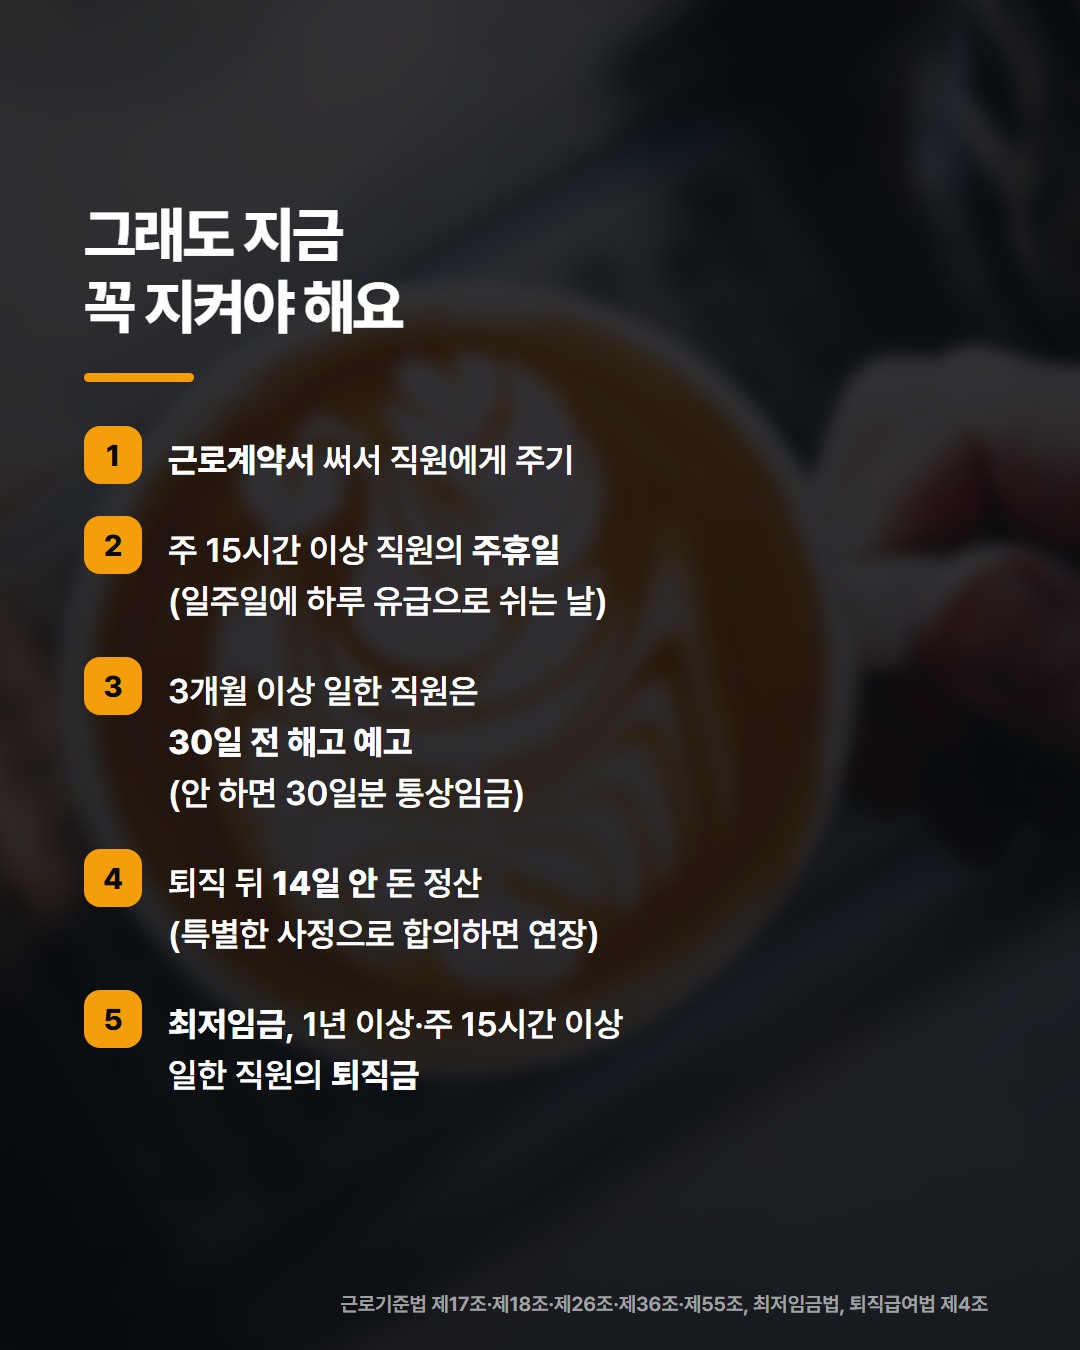 그래도 지금
꼭 지켜야 해요
1 근로계약서 써서 직원에게 주기
2 주 15시간 이상 직원의 주휴일
(일주일에 하루 유급으로 쉬는 날)
3 3개월 이상 일한 직원은
30일 전 해고 예고
(안 하면 30일분 통상임금)
4 퇴직 뒤 14일 안 돈 정산
(특별한 사정으로 합의하면 연장)
5 최저임금, 1년 이상·주 15시간 이상
일한 직원의 퇴직금
근로기준법 제17조·제18조·제26조·제36조·제55조, 최저임금법, 퇴직급여법 제4조